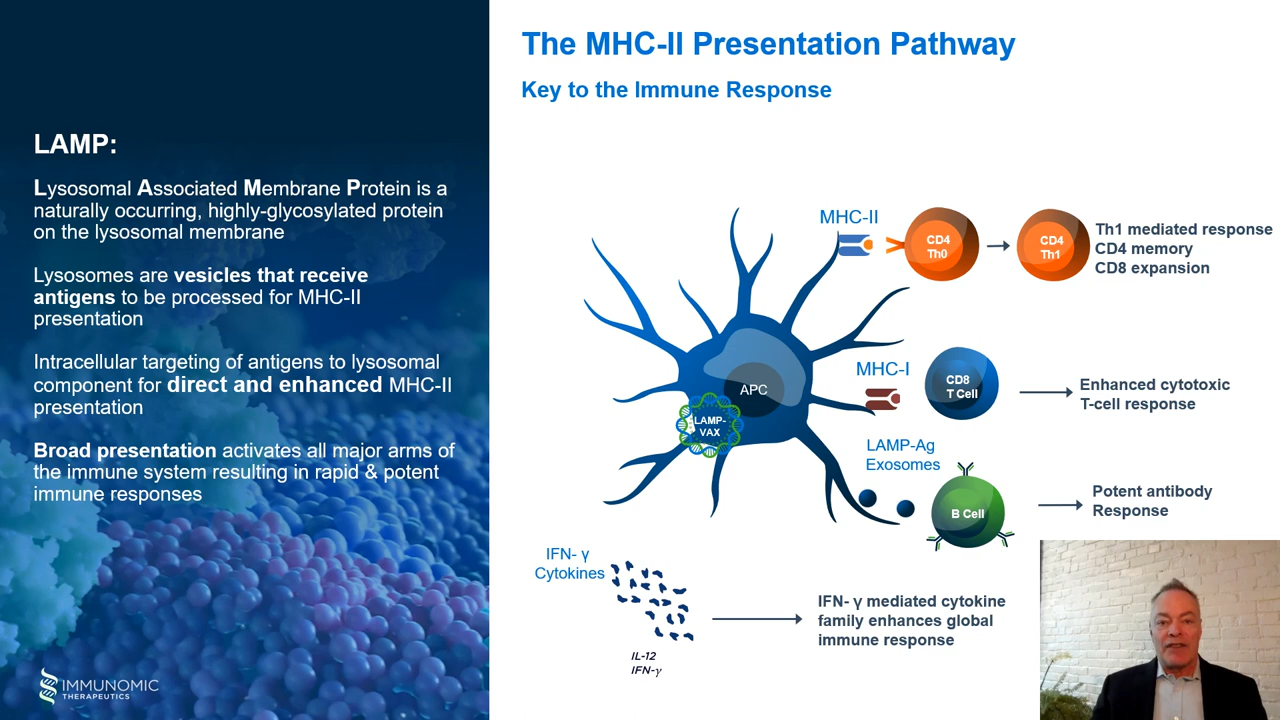 The MHC-II Presentation Pathway
Key to the Immune Response
LAMP:
Lysosomal Associated Membrane Protein is a
naturally occurring, highly-glycosylated protein
on the lysosomal membrane
Lysosomes are vesicles that receive
antigens to be processed for MHC-II
presentation
Intracellular targeting of antigens to lysosomal
component for direct and enhanced MHC-II
presentation
Broad presentation activates all major arms of
the immune system resulting in rapid & potent
immune responses
IMMUNOMIC
THERAPEUTICS
MHC-II
CD4
Th0
CD4
Th1
Th1 mediated response
CD4 memory
CD8 expansion
APC
LAMP-
VAX
MHC-I
CD8
T Cell
Enhanced cytotoxic
T-cell response
LAMP-Ag
Exosomes
B Cell
Potent antibody
Response
IFN- γ
Cytokines
IL-12
IFN-γ
IFN- γ mediated cytokine
family enhances global
immune response